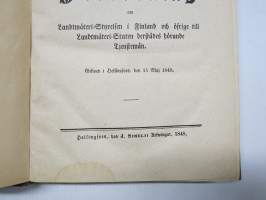 om
Landtmäteri-Styrelsen i Finland och öfrige till
Landtmäteri-Staten derstädes hörande
Tjenstemän.
Gifwen i Helsingfors, den 15 Maj 1848.
Helsingfors, hos J. Simelii Arfwingar, 1848.